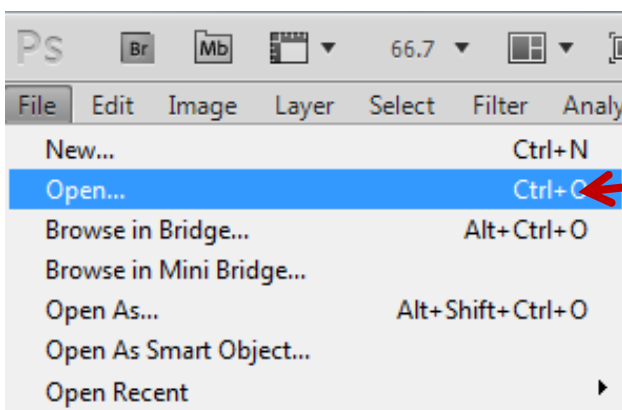 Ps Br Mb 66.7
File Edit Image Layer Select Filter
New... Ctrl+N
Open... Ctrl+O
Browse in Bridge... Alt+Ctrl+O
Browse in Mini Bridge...
Open As... Alt+Shift+Ctrl+O
Open As Smart Object...
Open Recent